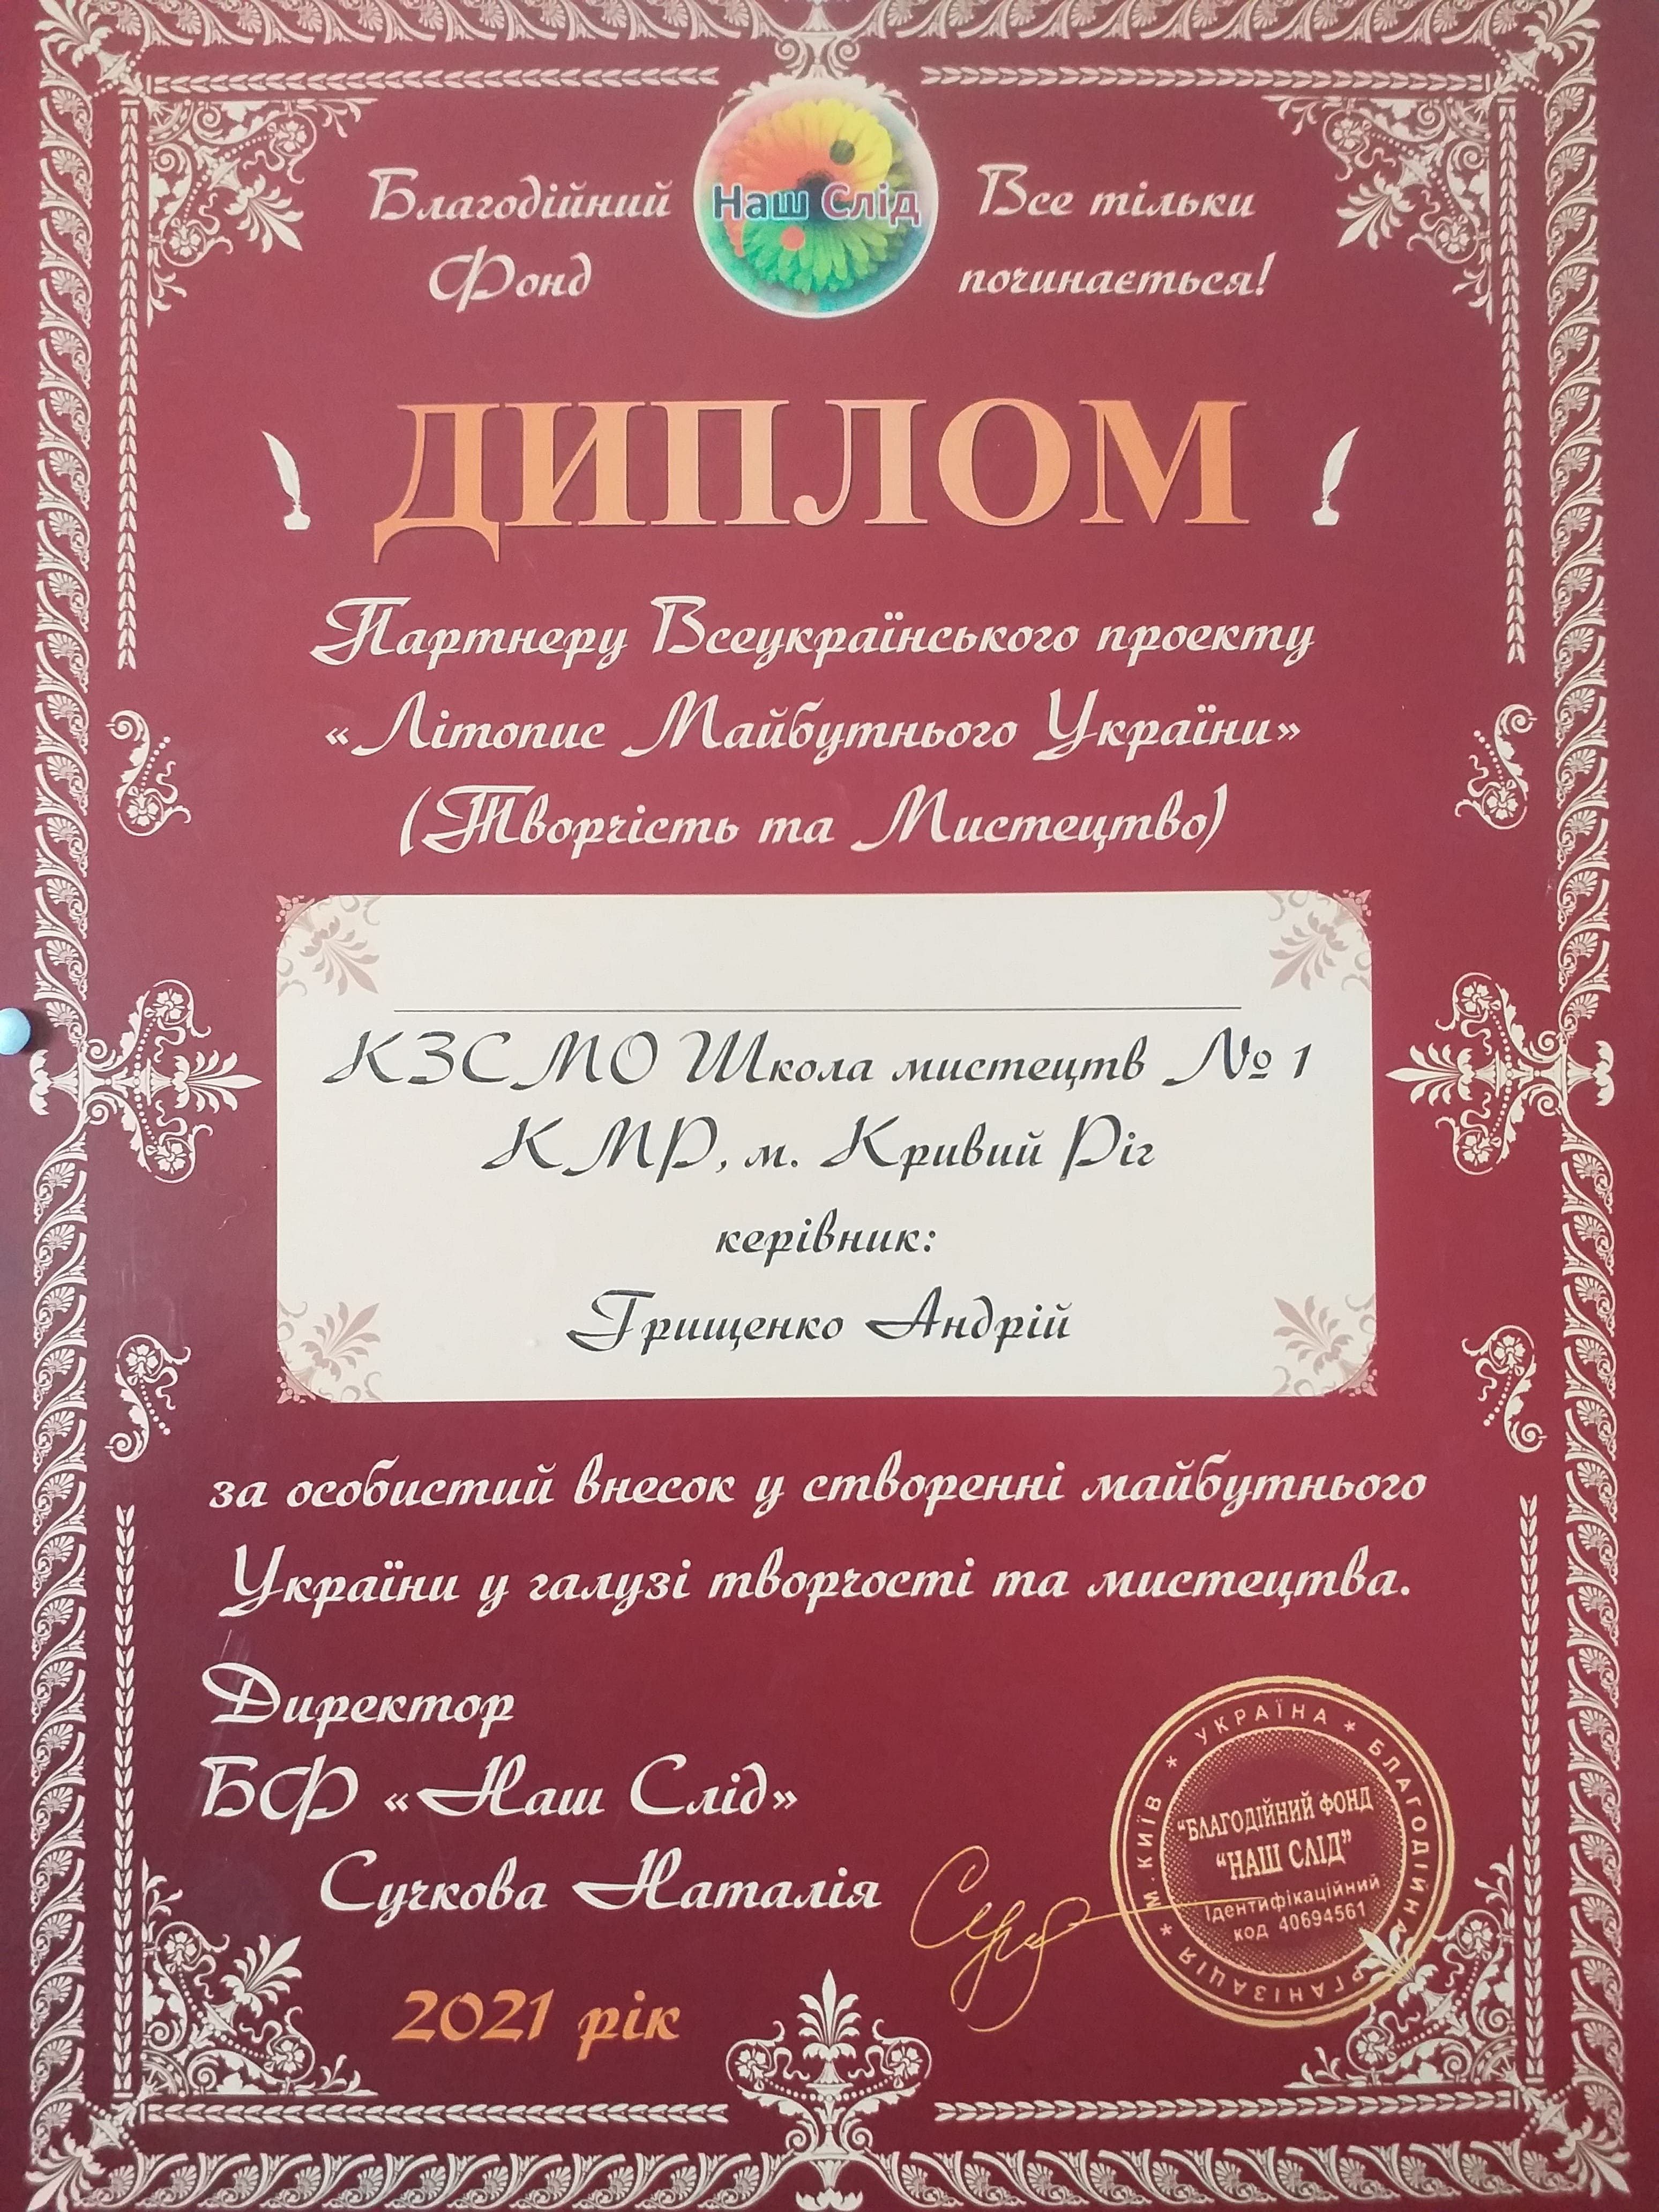 Благодійний
Фонд
Наш Слід
Все тільки
починається!
ДИПЛОМ
Партнеру Всеукраїнського проекту
«Літопис Майбутнього України»
(Творчість та Мистецтво)
КЗСМО Школа мистецтв №1
КМР, м. Кривий Ріг
керівник:
Грищенко Андрій
за особистий внесок у створенні майбутнього
України у галузі творчості та мистецтва.
Директор
БФ «Наш Слід»
Сучкова Наталія
2021 рік
* УКРАЇНА * БЛАГОДІЙНА ОРГАНІЗАЦІЯ * М.КИЇВ
"БЛАГОДІЙНИЙ ФОНД
"НАШ СЛІД"
Ідентифікаційний
код 40694561